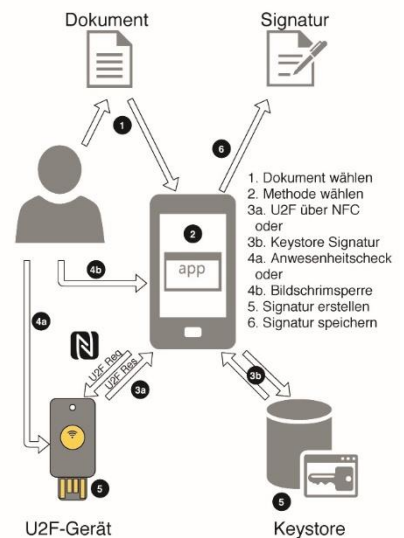 Dokument
Signatur
1
6
1. Dokument wählen
2. Methode wählen
3a. U2F über NFC
oder
3b. Keystore Signatur
4a. Anwesenheitscheck
oder
4b. Bildschrimsperre
5. Signatur erstellen
6. Signatur speichern
2
app
4b
4a
U2F Req
U2F Res
3a
3b
5
5
U2F-Gerät
Keystore